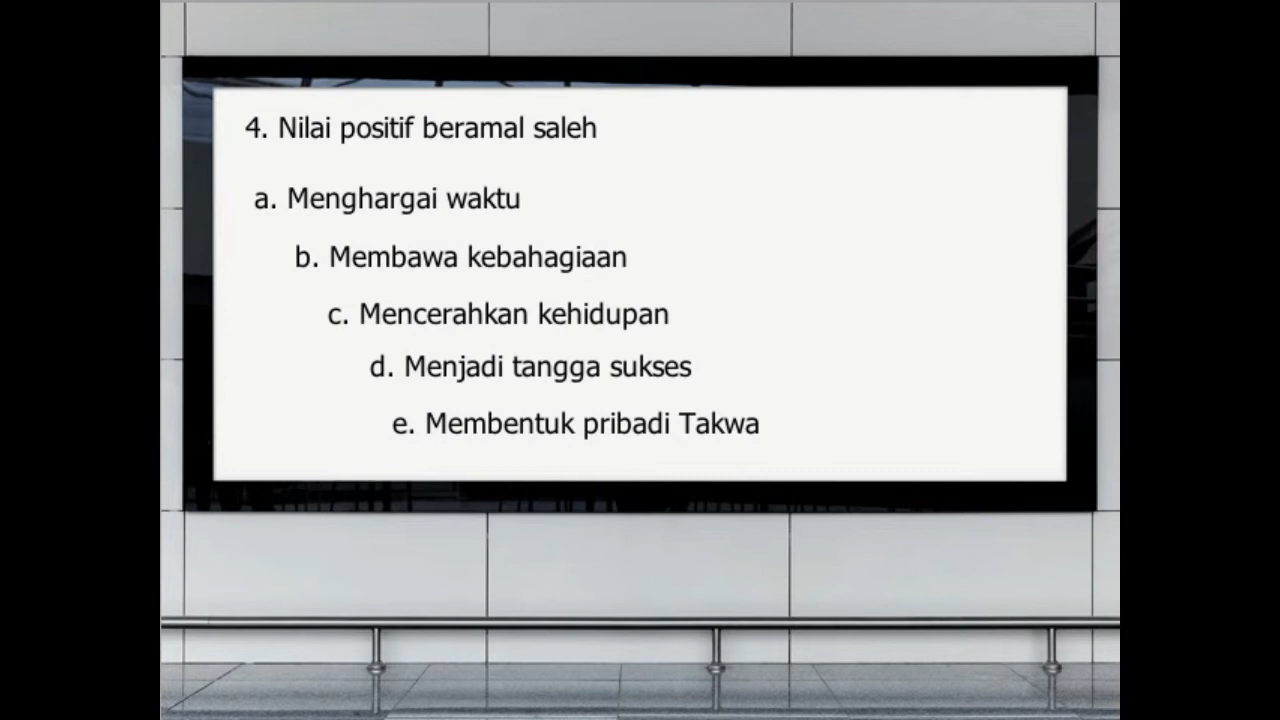 4. Nilai positif beramal saleh
a. Menghargai waktu
b. Membawa kebahagiaan
c. Mencerahkan kehidupan
d. Menjadi tangga sukses
e. Membentuk pribadi Takwa